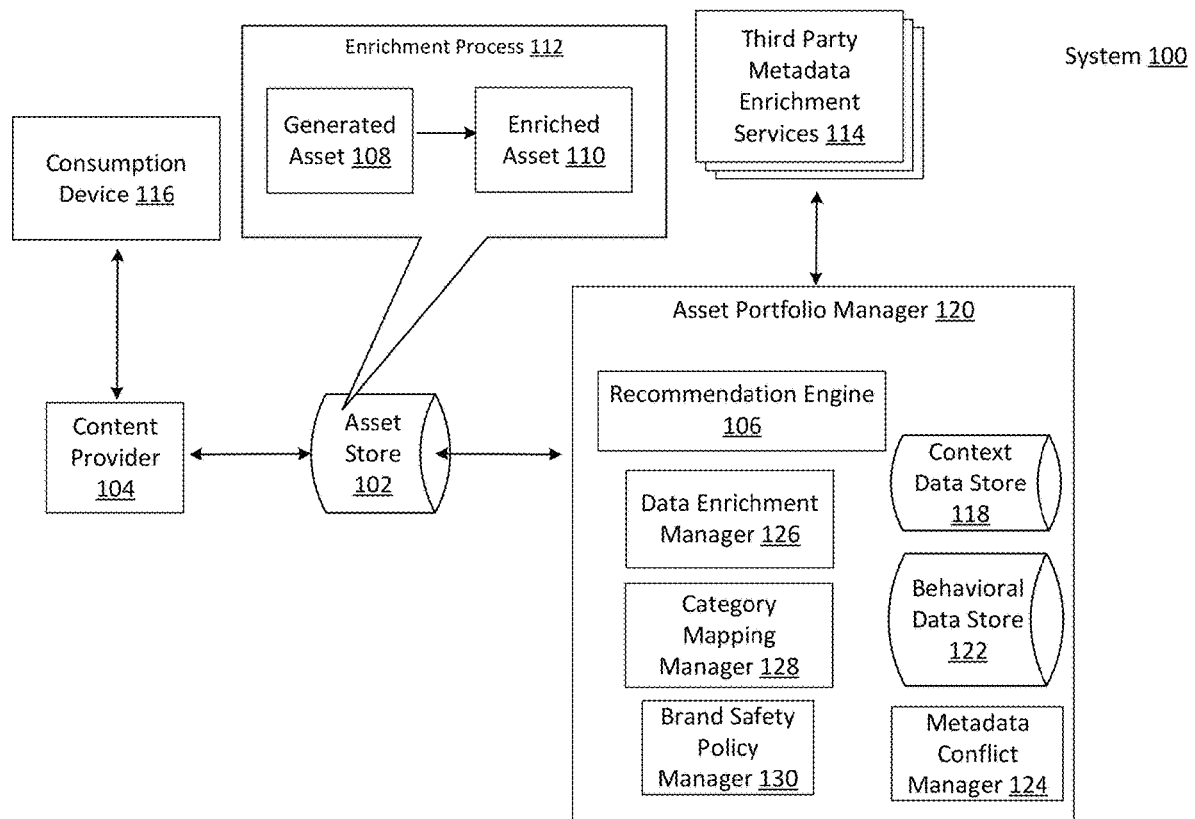 Enrichment Process 112
Generated
Asset 108
Enriched
Asset 110
Third Party
Metadata
Enrichment
Services 114
System 100
Consumption
Device 116
Asset Portfolio Manager 120
Content
Provider
104
Asset
Store
102
Recommendation Engine
106
Context
Data Store
118
Data Enrichment
Manager 126
Behavioral
Data Store
122
Category
Mapping
Manager 128
Brand Safety
Policy
Manager 130
Metadata
Conflict
Manager 124